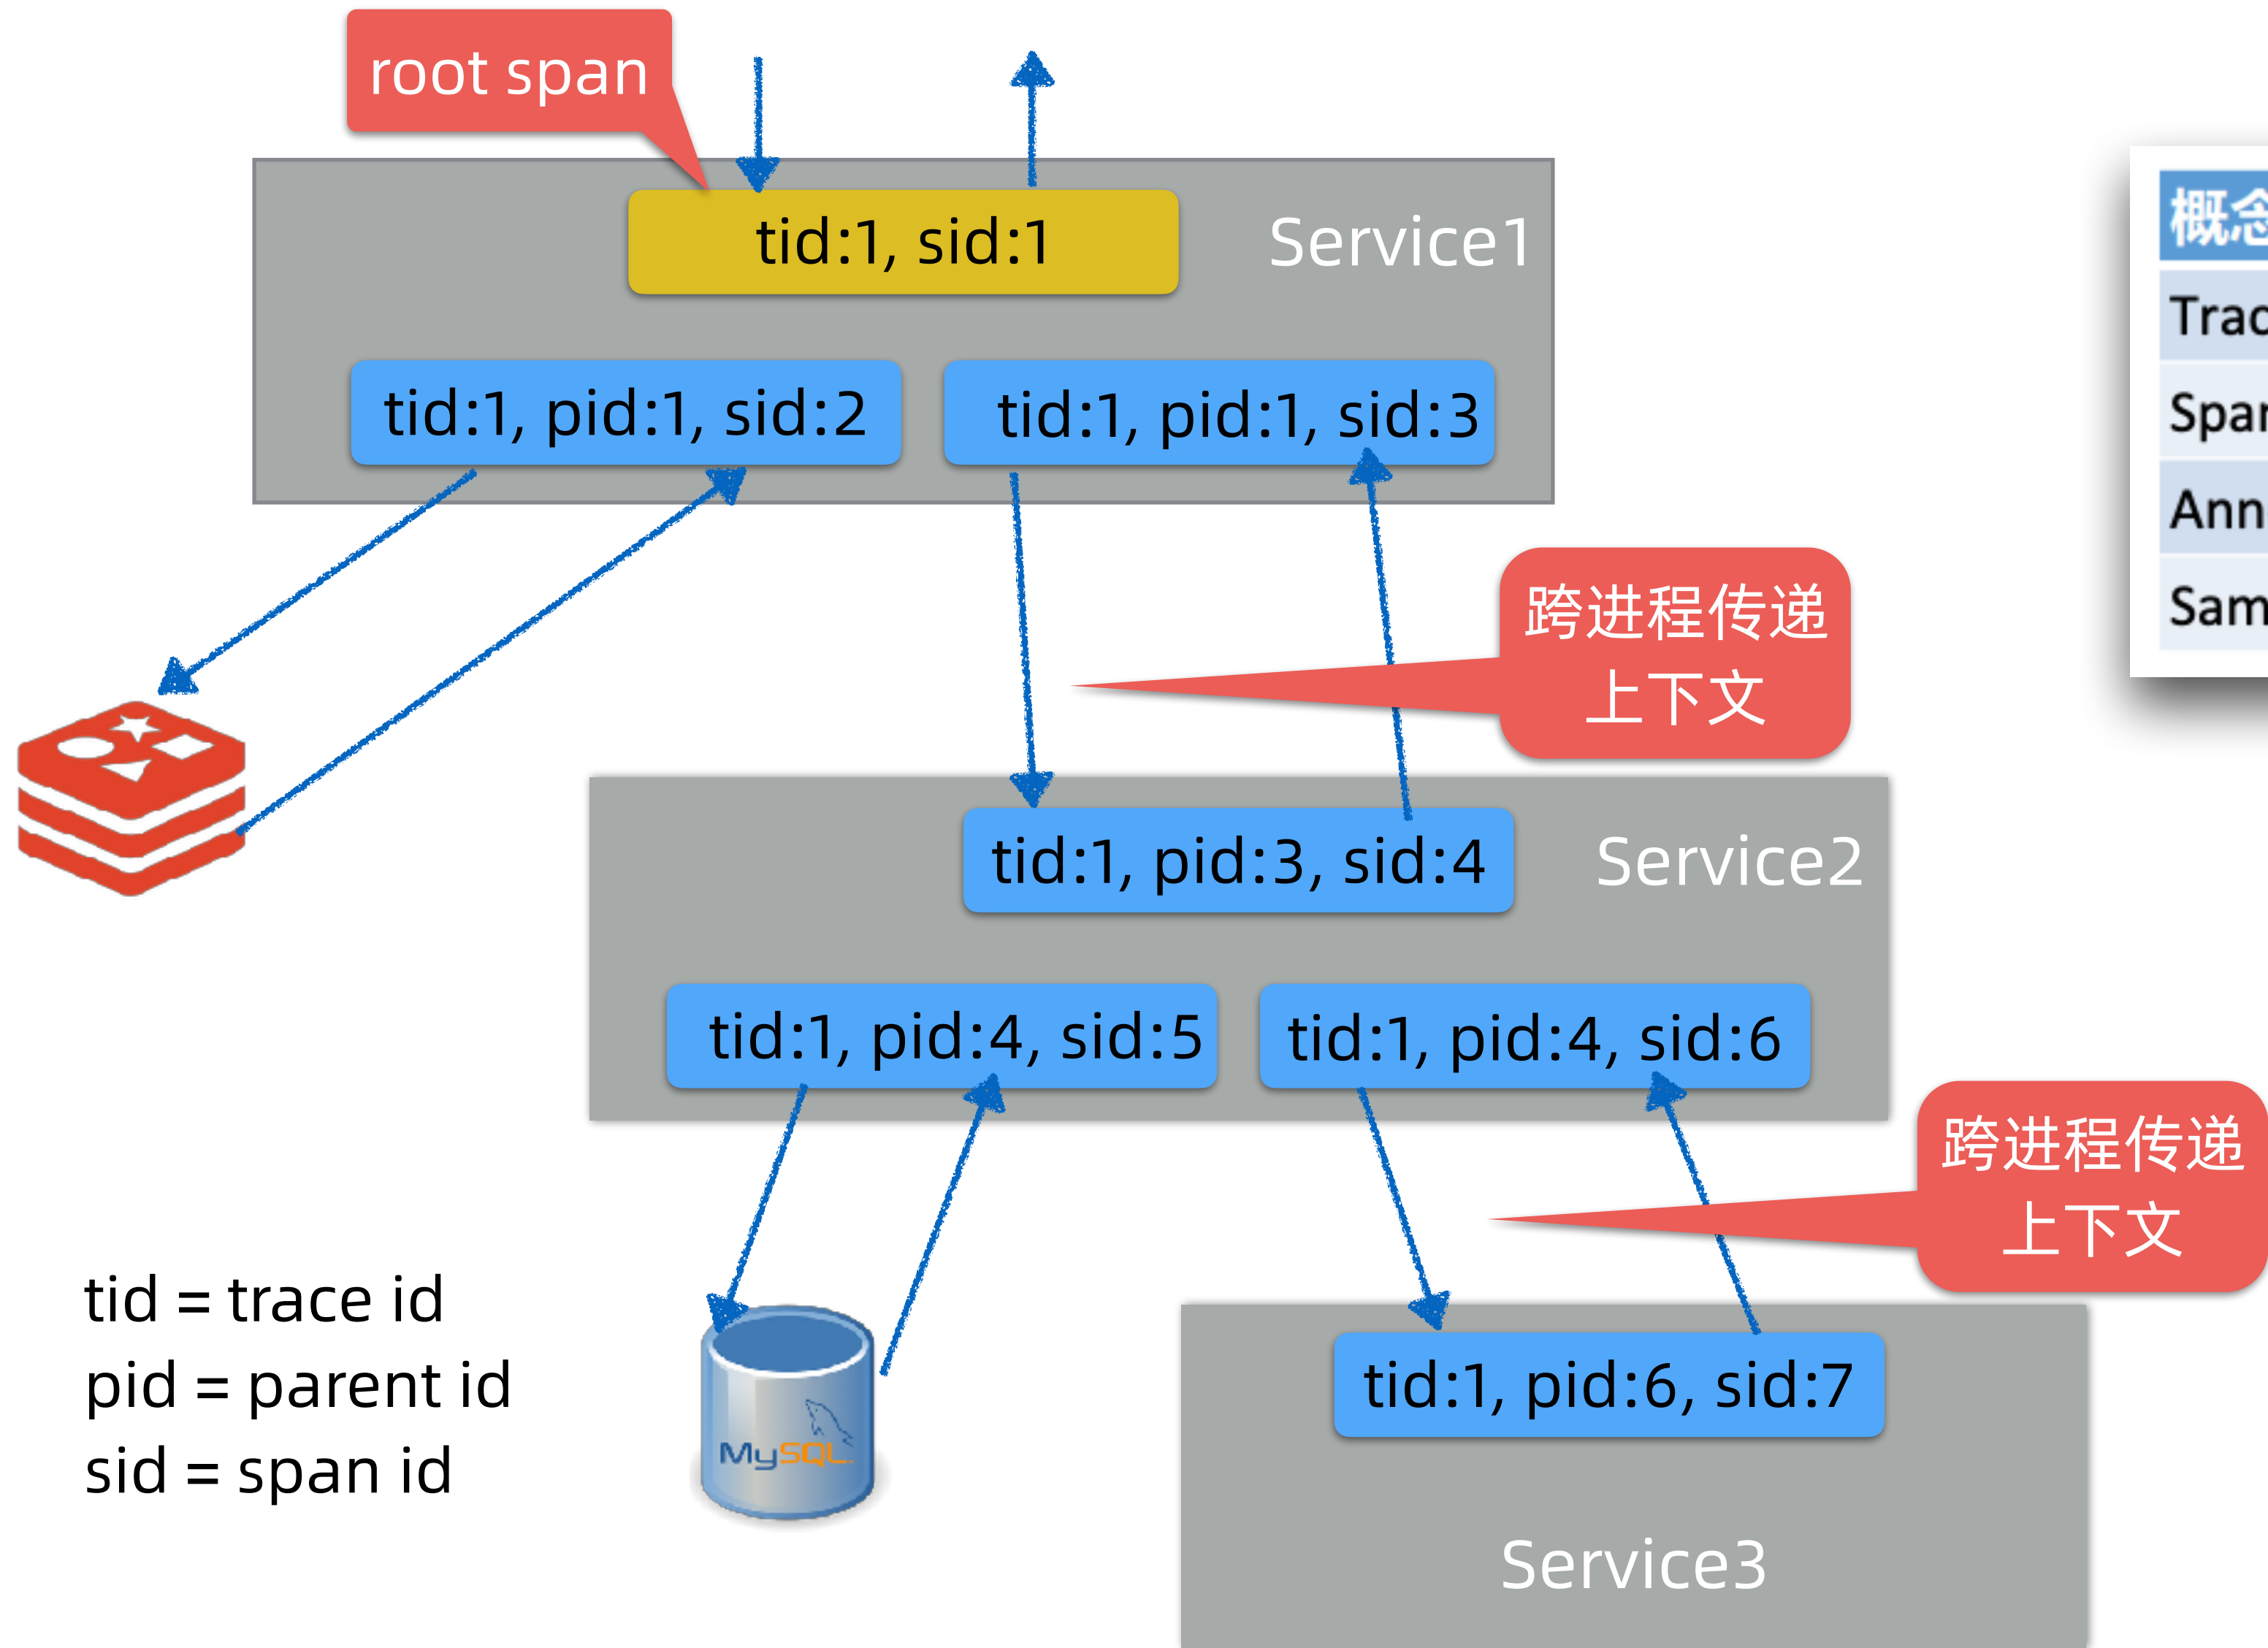 root span
tid:1, sid:1
Service1
tid:1, pid:1, sid:2
tid:1, pid:1, sid:3
跨进程传递
上下文
tid:1, pid:3, sid:4
Service2
tid:1, pid:4, sid:5
tid:1, pid:4, sid:6
跨进程传递
上下文
tid = trace id
pid = parent id
sid = span id
MySQL
tid:1, pid:6, sid:7
Service3